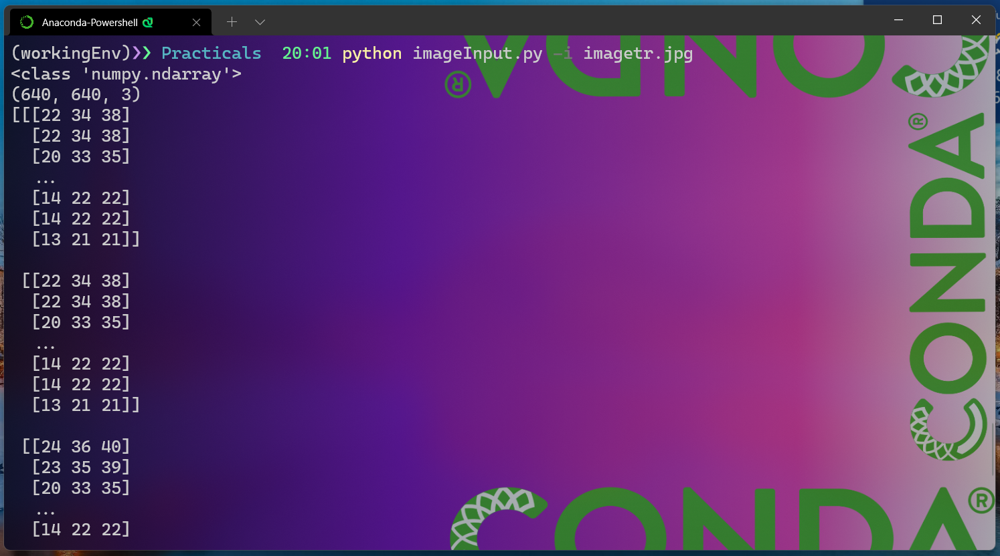 Anaconda-Powershell
(workingEnv)❯❯ Practicals 20:01 python imageInput.py -i imagetr.jpg
<class 'numpy.ndarray'>
(640, 640, 3)
[[[22 34 38]
[22 34 38]
[20 33 35]
...
[14 22 22]
[14 22 22]
[13 21 21]]
[[22 34 38]
[22 34 38]
[20 33 35]
...
[14 22 22]
[14 22 22]
[13 21 21]]
[[24 36 40]
[23 35 39]
[20 33 35]
...
[14 22 22]
CONDA®
CONDA®
CONDA®